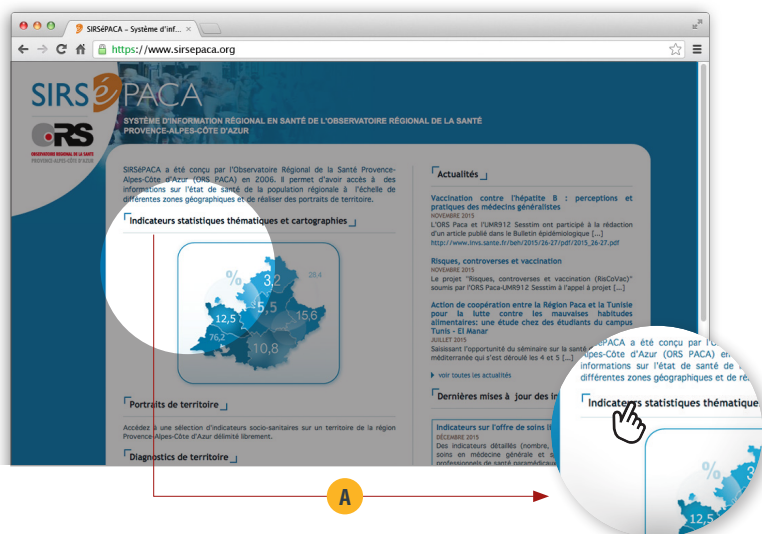 SIRSéPACA – Système d'inf...
https://www.sirsepaca.org
SIRSéPACA
SYSTÈME D'INFORMATION RÉGIONAL EN SANTÉ DE L'OBSERVATOIRE RÉGIONAL DE LA SANTÉ
PROVENCE-ALPES-CÔTE D'AZUR
ORS
OBSERVATOIRE RÉGIONAL DE LA SANTÉ
PROVENCE-ALPES-CÔTE D'AZUR
SIRSéPACA a été conçu par l'Observatoire Régional de la Santé Provence-
Alpes-Côte d'Azur (ORS PACA) en 2006. Il permet d'avoir accès à des
informations sur l'état de santé de la population régionale à l'échelle de
différentes zones géographiques et de réaliser des portraits de territoire.
Indicateurs statistiques thématiques et cartographies
%
3,2
28,4
5,5
12,5
15,6
76,2
10,8
Portraits de territoire
Accédez à une sélection d'indicateurs socio-sanitaires sur un territoire de la région
Provence-Alpes-Côte d'Azur délimité librement.
Diagnostics de territoire
Actualités
Vaccination contre l'hépatite B : perceptions et
pratiques des médecins généralistes
NOVEMBRE 2015
L'ORS Paca et l'UMR912 Sesstim ont participé à la rédaction
d'un article publié dans le Bulletin épidémiologique [...]
http://www.invs.sante.fr/beh/2015/26-27/pdf/2015_26-27.pdf
Risques, controverses et vaccination
NOVEMBRE 2015
Le projet "Risques, controverses et vaccination (RisCoVac)"
soumis par l'ORS Paca-UMR912 Sesstim à l'appel à projet [...]
Action de coopération entre la Région Paca et la Tunisie
pour la lutte contre les mauvaises habitudes
alimentaires: une étude chez des étudiants du campus
Tunis - El Manar
JUILLET 2015
Saisissant l'opportunité du séminaire sur la santé
méditerranée qui s'est déroulé les 4 et 5 [...]
voir toutes les actualités
Dernières mises à jour des in
Indicateurs sur l'offre de soins
DÉCEMBRE 2015
Des indicateurs détaillés (nombre,
soins en médecine générale et s
professionnels de santé paramédicaux
éPACA a été conçu par l'O
Alpes-Côte d'Azur (ORS PACA) en
informations sur l'état de santé de
différentes zones géographiques et de ré
Indicateurs statistiques thématique
%
3
12,5
A